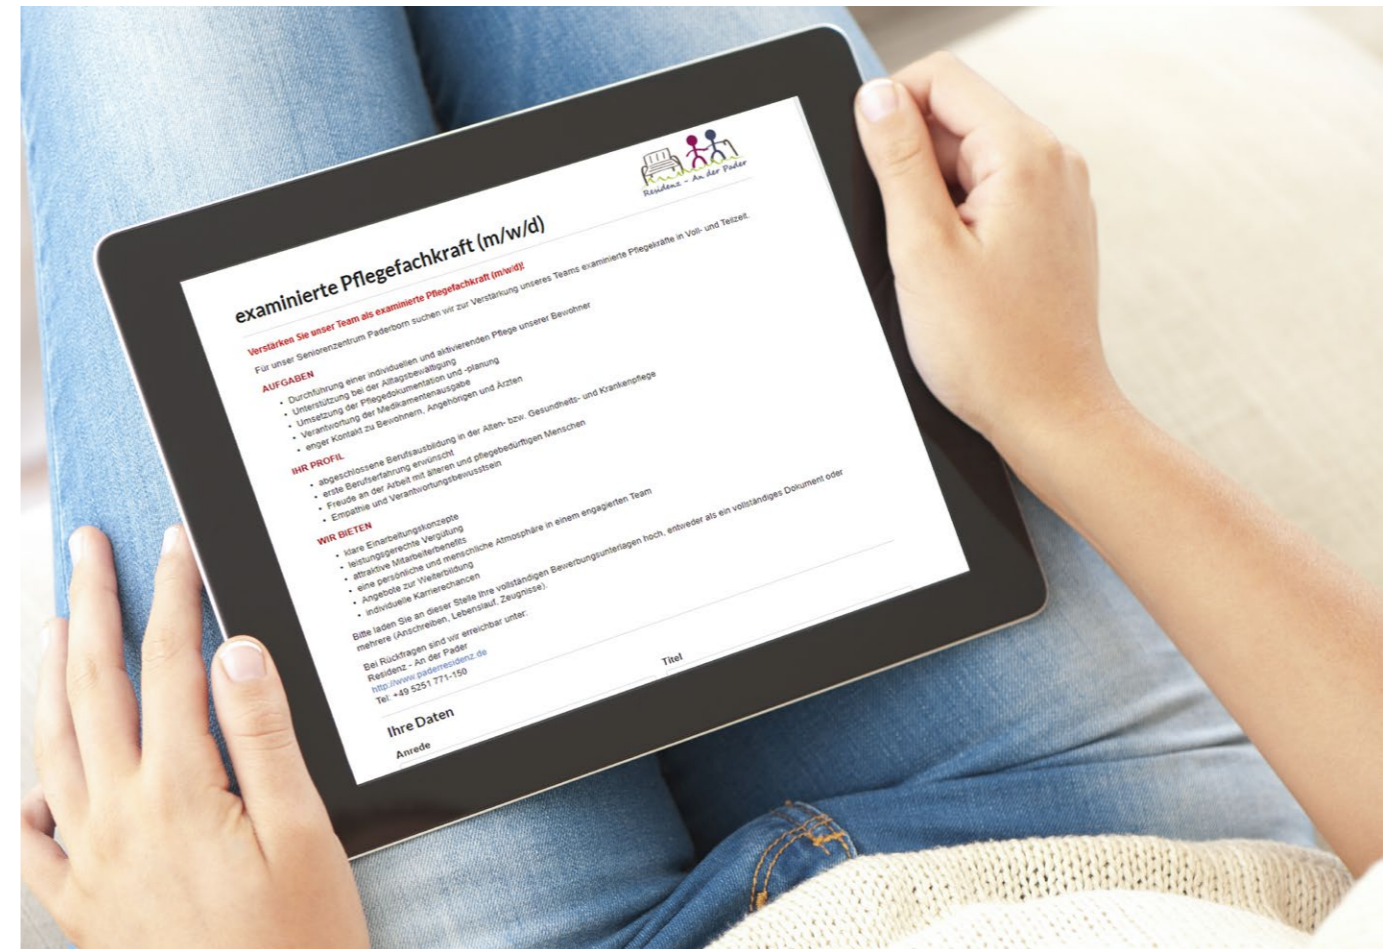 Residenz - An der Pader
examinierte Pflegefachkraft (m/w/d)
Verstärken Sie unser Team als examinierte Pflegefachkraft (m/w/d)!
Für unser Seniorenzentrum Paderborn suchen wir zur Verstärkung unseres Teams examinierte Pflegekräfte in Voll- und Teilzeit.
AUFGABEN
• Durchführung einer individuellen und aktivierenden Pflege unserer Bewohner
• Unterstützung bei der Alltagsbewältigung
• Umsetzung der Pflegedokumentation und -planung
• Verantwortung der Medikamentenausgabe
• enger Kontakt zu Bewohnern, Angehörigen und Ärzten
IHR PROFIL
• abgeschlossene Berufsausbildung in der Alten- bzw. Gesundheits- und Krankenpflege
• erste Berufserfahrung erwünscht
• Freude an der Arbeit mit älteren und pflegebedürftigen Menschen
• Empathie und Verantwortungsbewusstsein
WIR BIETEN
• klare Einarbeitungskonzepte
• leistungsgerechte Vergütung
• attraktive Mitarbeiterbenefits
• eine persönliche und menschliche Atmosphäre in einem engagierten Team
• Angebote zur Weiterbildung
• individuelle Karrierechancen
Bitte laden Sie an dieser Stelle Ihre vollständigen Bewerbungsunterlagen hoch, entweder als ein vollständiges Dokument oder
mehrere (Anschreiben, Lebenslauf, Zeugnisse).
Bei Rückfragen sind wir erreichbar unter:
Residenz - An der Pader
http://www.paderresidenz.de
Tel: +49 5251 771-150
Ihre Daten
Anrede
Titel